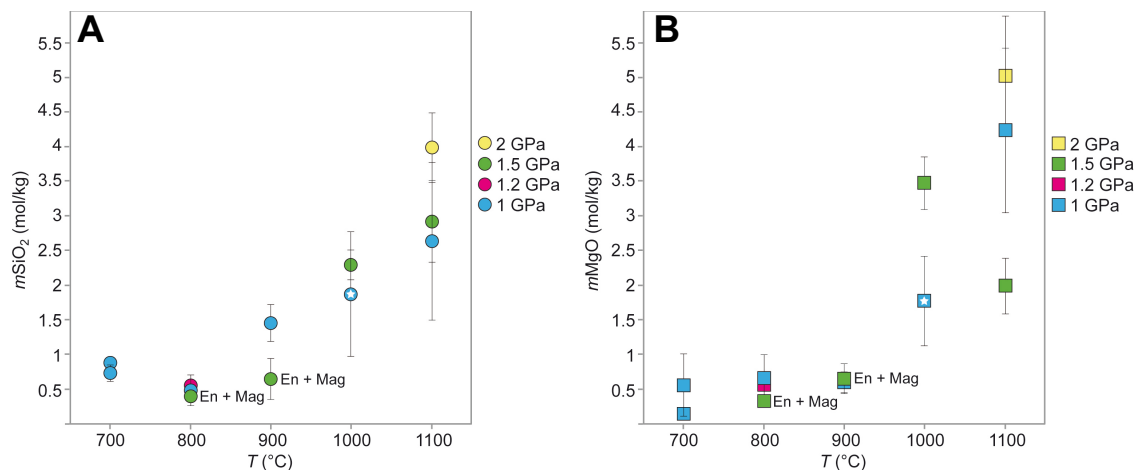 A
5.5
5
4.5
4
3.5
3
2.5
2
1.5
1
0.5
mSiO2 (mol/kg)
En + Mag
En + Mag
700 800 900 1000 1100
T (°C)
2 GPa
1.5 GPa
1.2 GPa
1 GPa
B
5.5
5
4.5
4
3.5
3
2.5
2
1.5
1
0.5
mMgO (mol/kg)
En + Mag
En + Mag
700 800 900 1000 1100
T (°C)
2 GPa
1.5 GPa
1.2 GPa
1 GPa